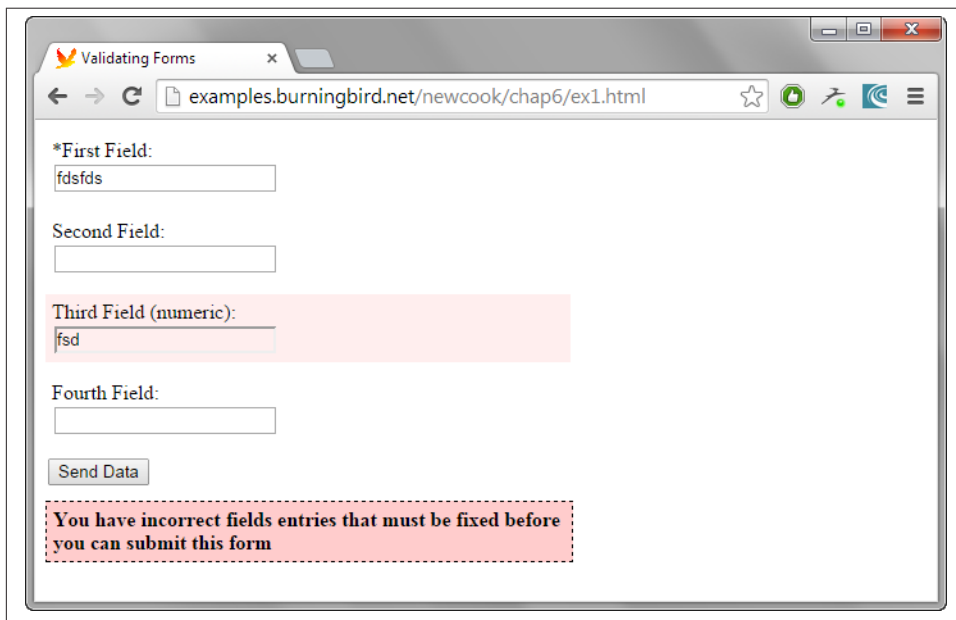 Validating Forms
examples.burningbird.net/newcook/chap6/ex1.html
*First Field:
fdsfds
Second Field:
Third Field (numeric):
fsd
Fourth Field:
Send Data
You have incorrect fields entries that must be fixed before
you can submit this form